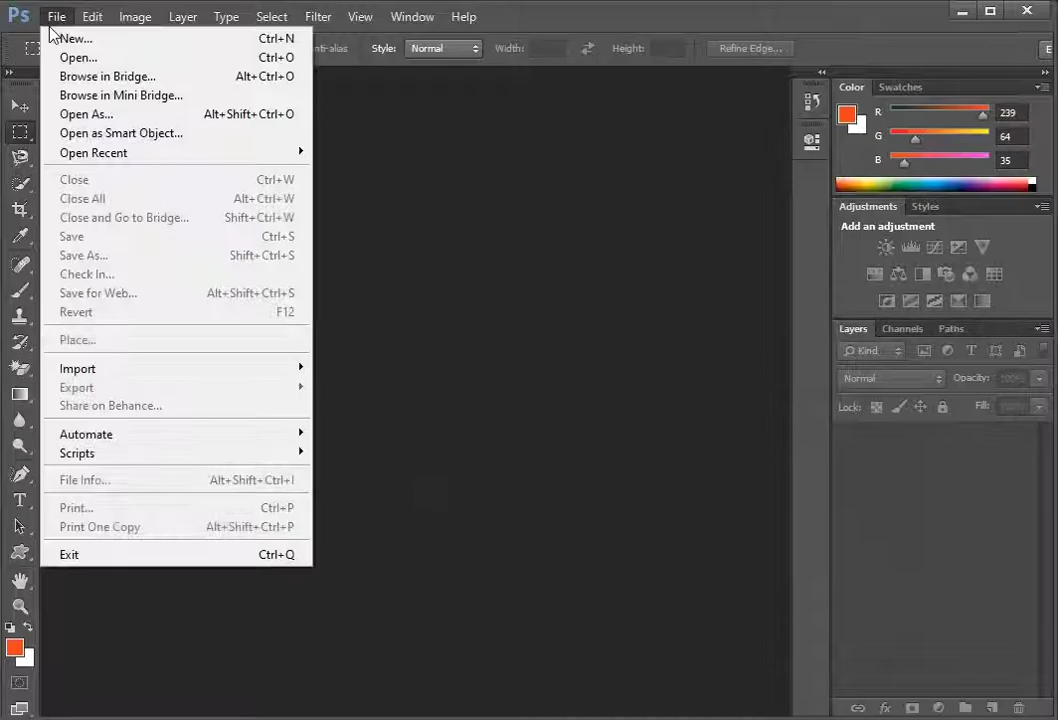 Ps File Edit Image Layer Type Select Filter View Window Help
nti-alias Style: Normal Width: Height: Refine Edge...
New... Ctrl+N
Open... Ctrl+O
Browse in Bridge... Alt+Ctrl+O
Browse in Mini Bridge...
Open As... Alt+Shift+Ctrl+O
Open as Smart Object...
Open Recent
Close Ctrl+W
Close All Alt+Ctrl+W
Close and Go to Bridge... Shift+Ctrl+W
Save Ctrl+S
Save As... Shift+Ctrl+S
Check In...
Save for Web... Alt+Shift+Ctrl+S
Revert F12
Place...
Import
Export
Share on Behance...
Automate
Scripts
File Info... Alt+Shift+Ctrl+I
Print... Ctrl+P
Print One Copy Alt+Shift+Ctrl+P
Exit Ctrl+Q
Color Swatches
R 239
G 64
B 35
Adjustments Styles
Add an adjustment
Layers Channels Paths
Kind
Normal Opacity: 100%
Lock: Fill: